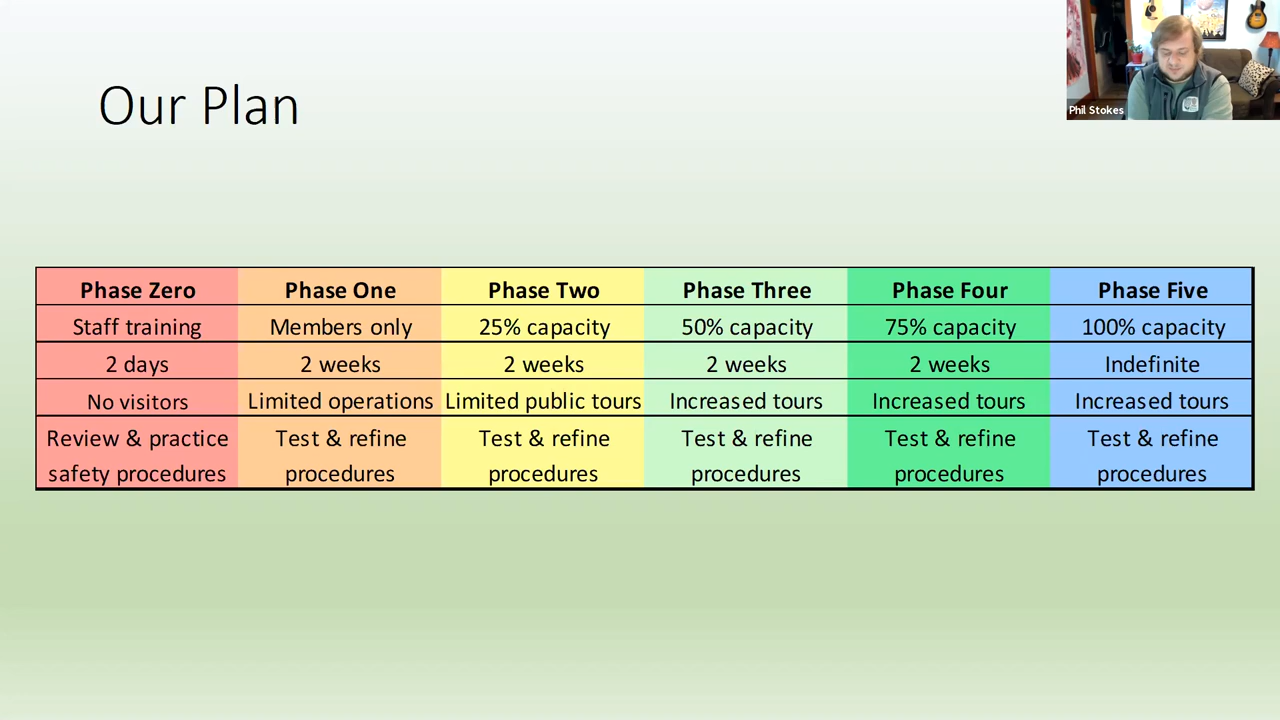 Our Plan
Phil Stokes
Phase Zero Phase One Phase Two Phase Three Phase Four Phase Five
Staff training Members only 25% capacity 50% capacity 75% capacity 100% capacity
2 days 2 weeks 2 weeks 2 weeks 2 weeks Indefinite
No visitors Limited operations Limited public tours Increased tours Increased tours Increased tours
Review & practice Test & refine Test & refine Test & refine Test & refine Test & refine
safety procedures procedures procedures procedures procedures procedures